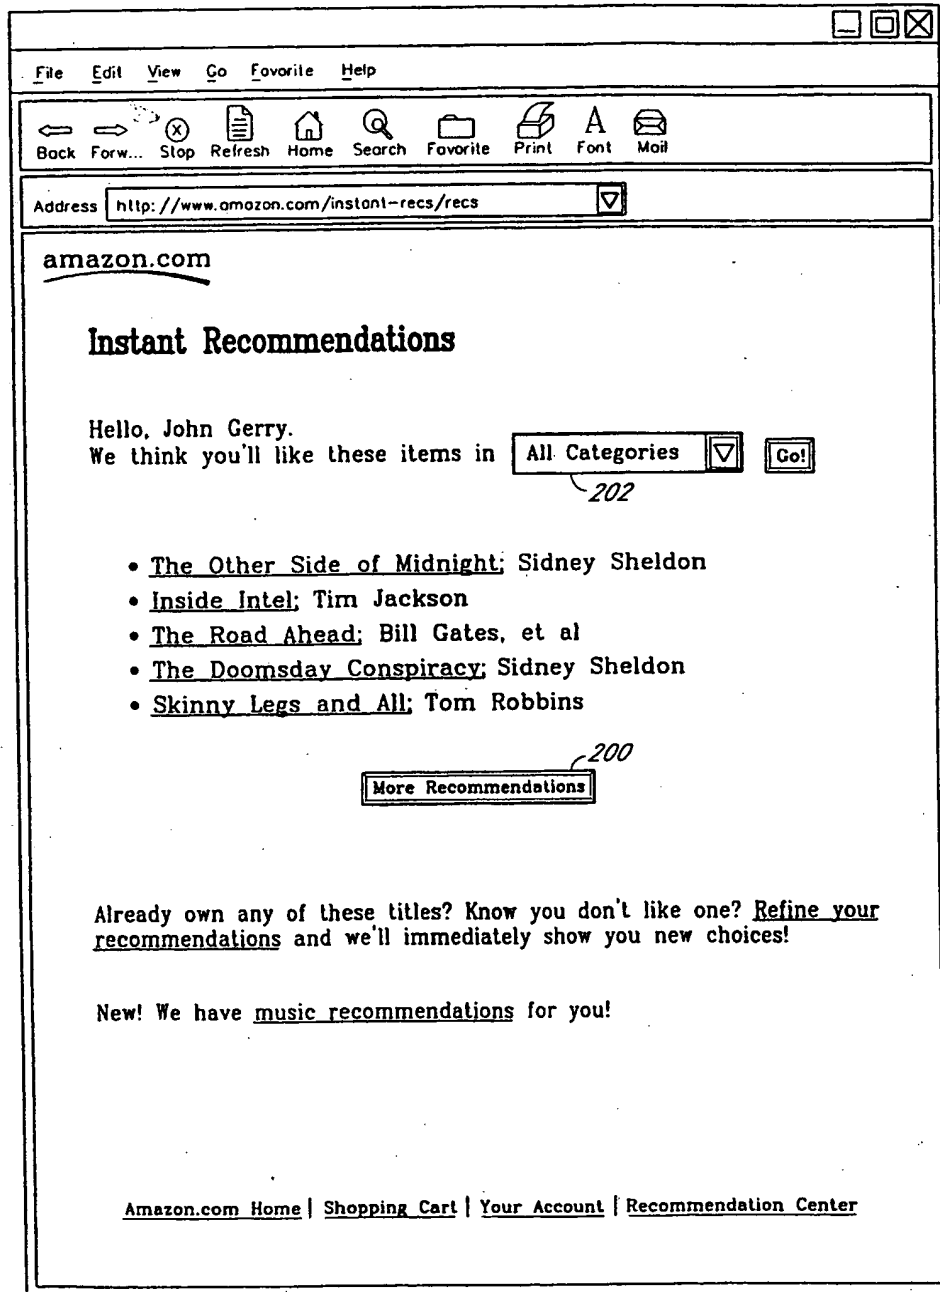 File Edit View Go Favorite Help
Back Forw... Stop Refresh Home Search Favorite Print Font Mail
Address http://www.amazon.com/instant-recs/recs
amazon.com
Instant Recommendations
Hello, John Gerry.
We think you'll like these items in All Categories Go!
202
• The Other Side of Midnight; Sidney Sheldon
• Inside Intel; Tim Jackson
• The Road Ahead; Bill Gates, et al
• The Doomsday Conspiracy; Sidney Sheldon
• Skinny Legs and All; Tom Robbins
200
More Recommendations
Already own any of these titles? Know you don't like one? Refine your
recommendations and we'll immediately show you new choices!
New! We have music recommendations for you!
Amazon.com Home | Shopping Cart | Your Account | Recommendation Center